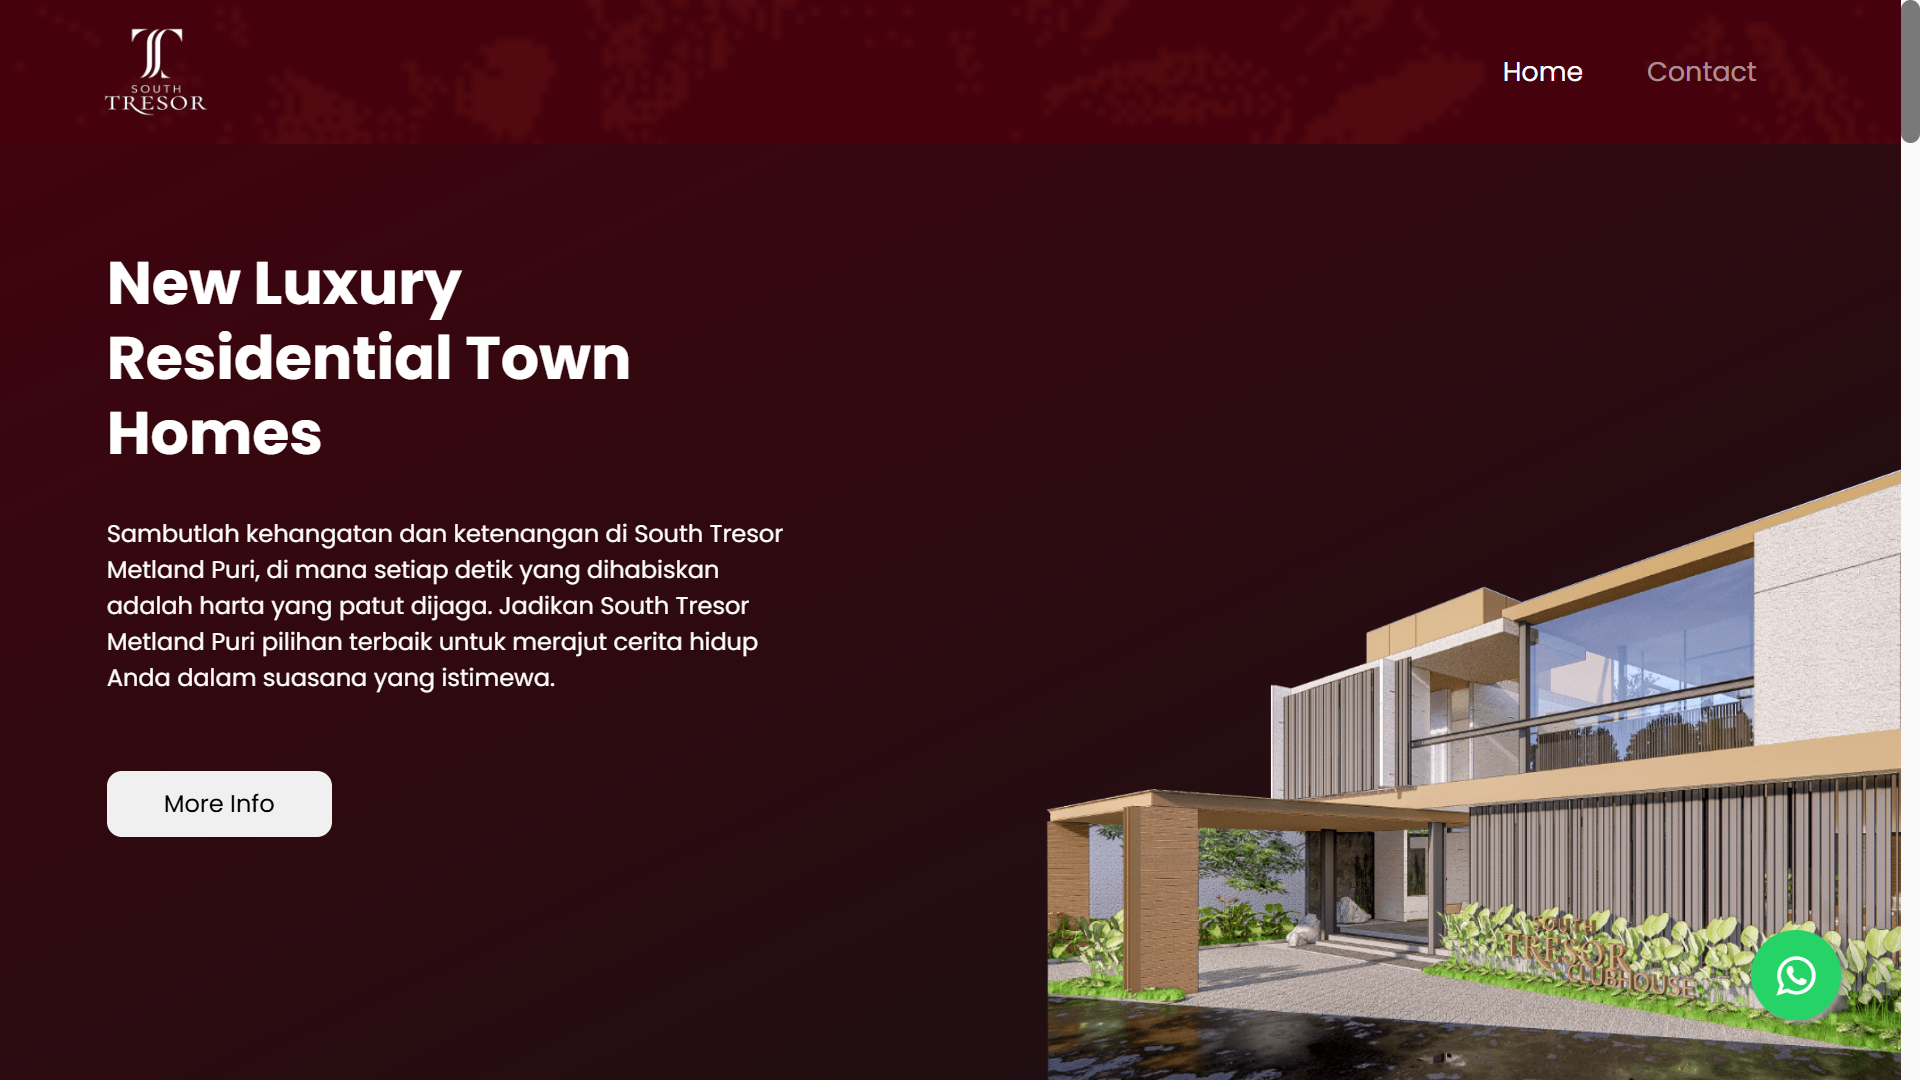 SOUTH
TRESOR
Home
Contact
New Luxury
Residential Town
Homes
Sambutlah kehangatan dan ketenangan di South Tresor
Metland Puri, di mana setiap detik yang dihabiskan
adalah harta yang patut dijaga. Jadikan South Tresor
Metland Puri pilihan terbaik untuk merajut cerita hidup
Anda dalam suasana yang istimewa.
More Info
SOUTH
TRESOR
CLUBHOUSE